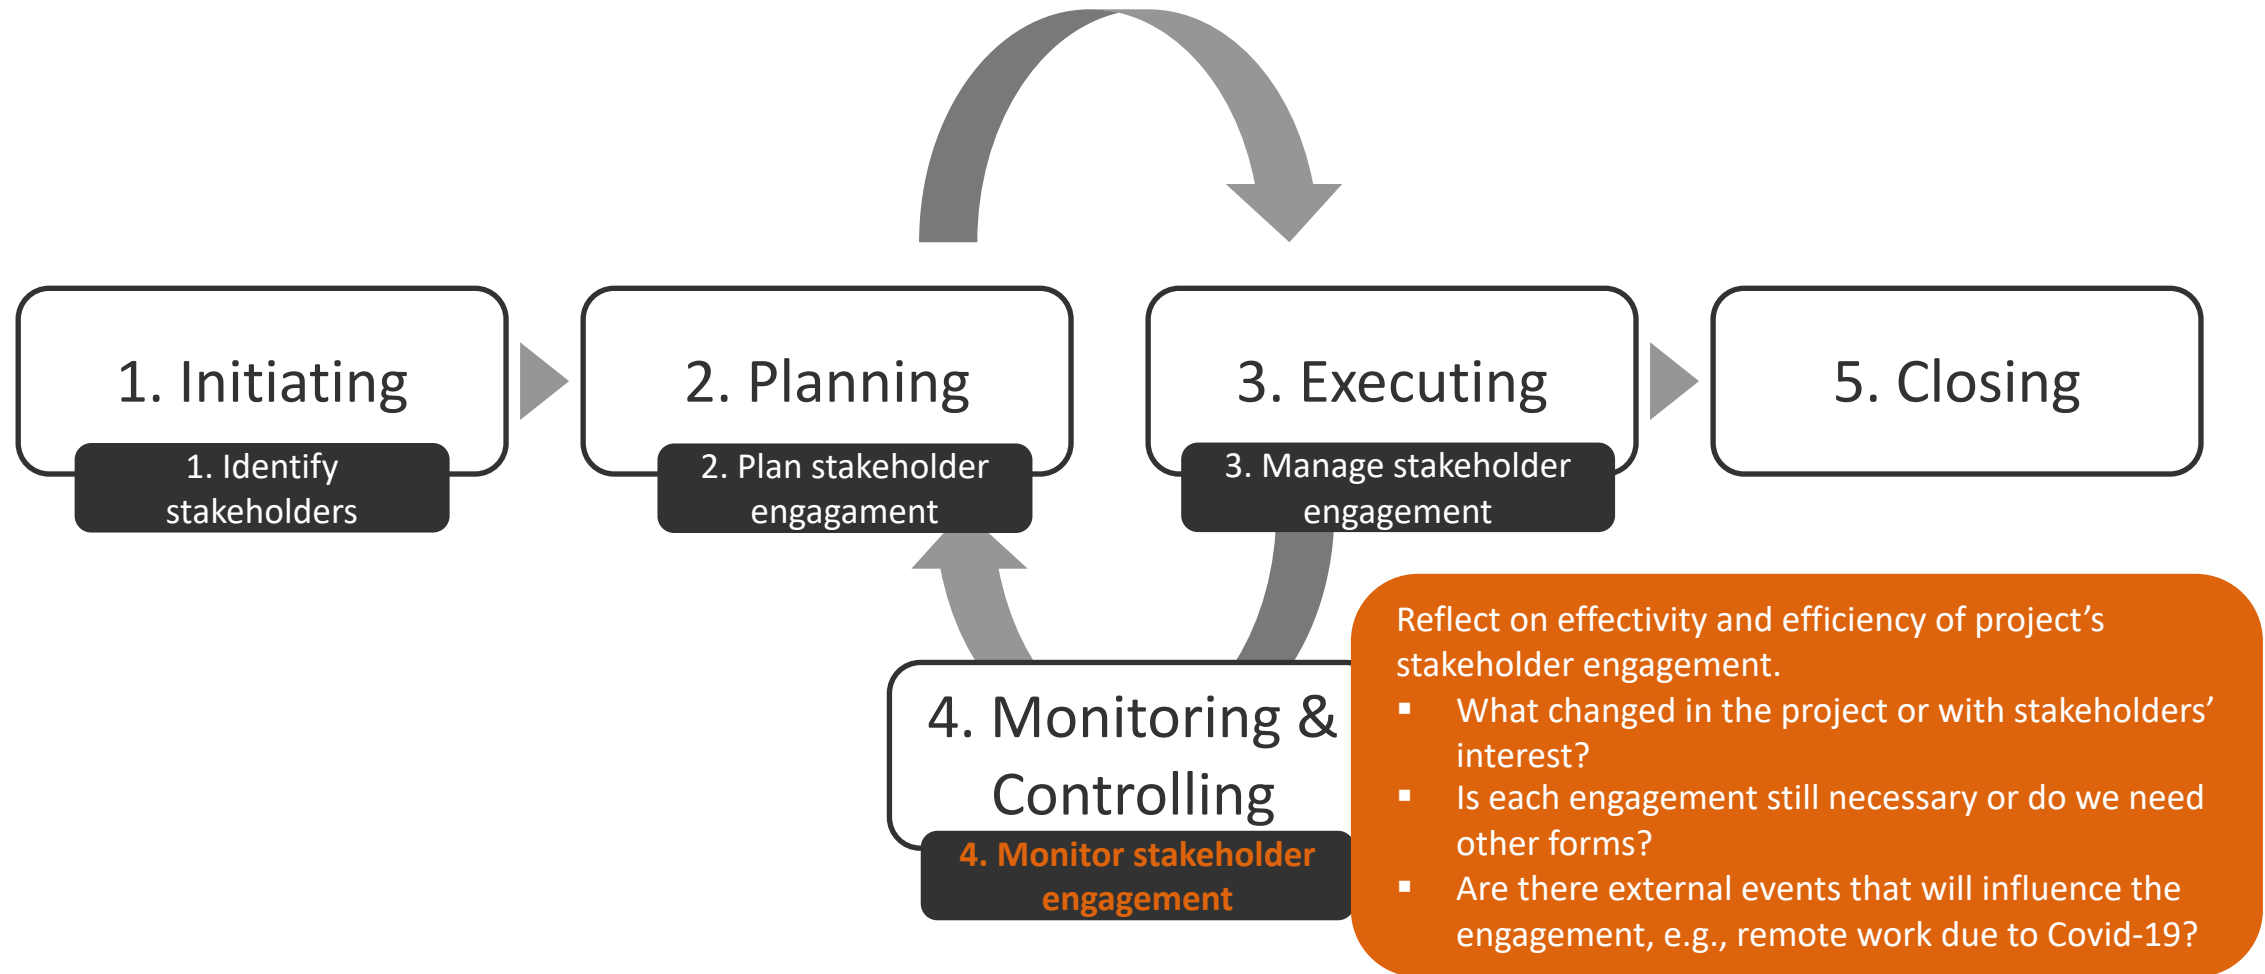 1. Initiating
1. Identify
stakeholders
2. Planning
2. Plan stakeholder
engagament
3. Executing
3. Manage stakeholder
engagement
5. Closing
4. Monitoring &
Controlling
4. Monitor stakeholder
engagement
Reflect on effectivity and efficiency of project’s
stakeholder engagement.
▪ What changed in the project or with stakeholders’
interest?
▪ Is each engagement still necessary or do we need
other forms?
▪ Are there external events that will influence the
engagement, e.g., remote work due to Covid-19?